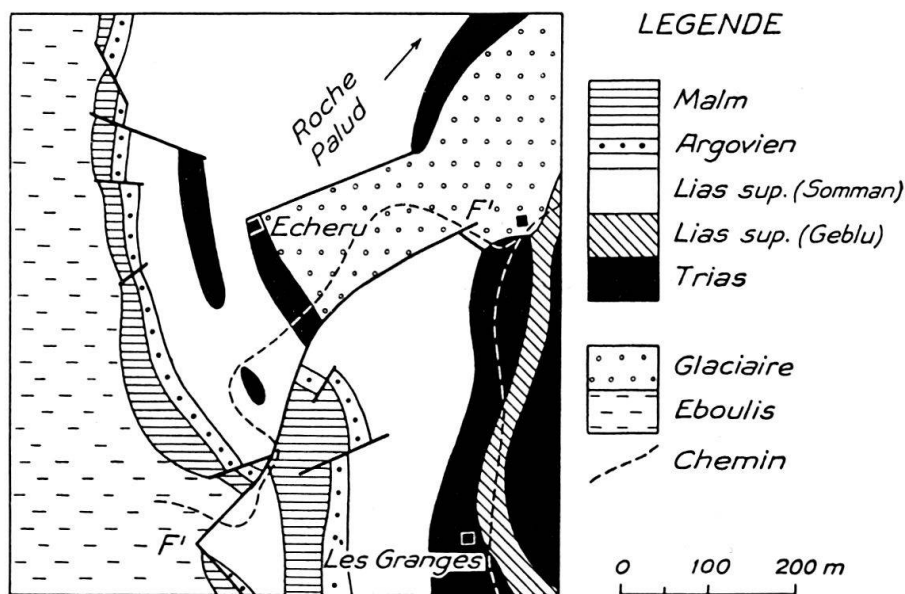 Roche
Palud
Echeru
F'
F'
Les Granges
LEGENDE
Malm
Argovien
Lias sup. (Somman)
Lias sup. (Geblu)
Trias
Glaciaire
Eboulis
Chemin
0 100 200 m